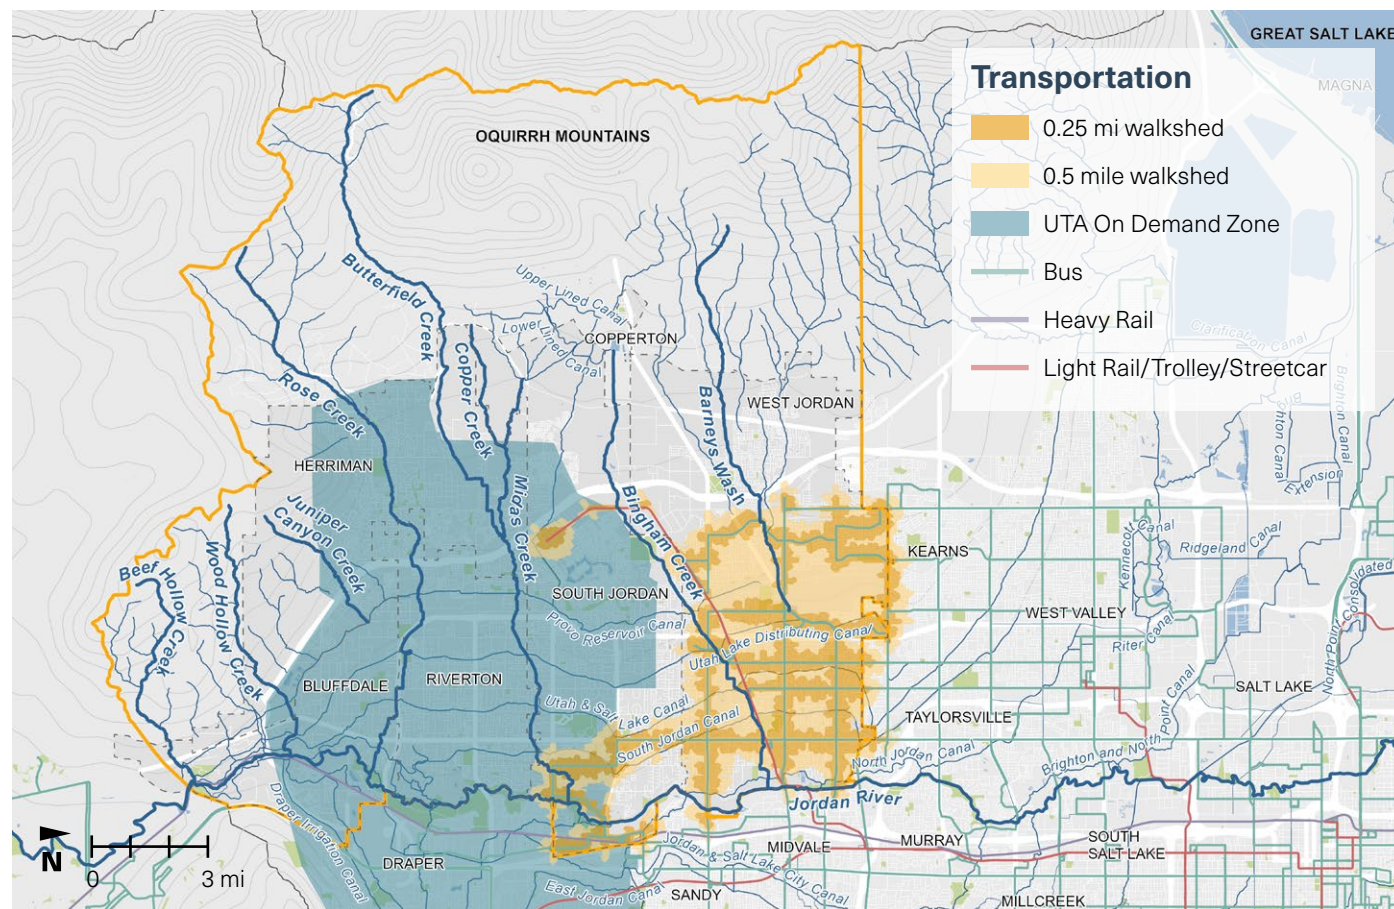 GREAT SALT LAKE
Transportation
MAGNA
0.25 mi walkshed
0.5 mile walkshed
UTA On Demand Zone
Bus
Heavy Rail
Light Rail/Trolley/Streetcar
OQUIRRH MOUNTAINS
Butterfield Creek
Upper Lined Canal
Lower Lined Canal
COPPERTON
Clarification Canal
Brighton Canal
Brighton Canal
Extension
Rose Creek
Copper Creek
Barneys Wash
WEST JORDAN
HERRIMAN
Juniper
Canyon Creek
Midas Creek
Bingham Creek
Beef Hollow Creek
Wood Hollow Creek
KEARNS
Kennecott Canal
Ridgeland Canal
North Point Consolidated
SOUTH JORDAN
Provo Reservoir Canal
Utah Lake Distributing Canal
WEST VALLEY
Riter Canal
BLUFFDALE
RIVERTON
Utah & Salt Lake Canal
South Jordan Canal
SALT LAKE
TAYLORSVILLE
North Jordan Canal
Brighton and North Point Canal
Jordan River
Draper Irrigation Canal
N
0
3 mi
DRAPER
Jordan & Salt Lake City Canal
MIDVALE
MURRAY
SOUTH
SALT LAKE
East Jordan Canal
SANDY
MILLCREEK